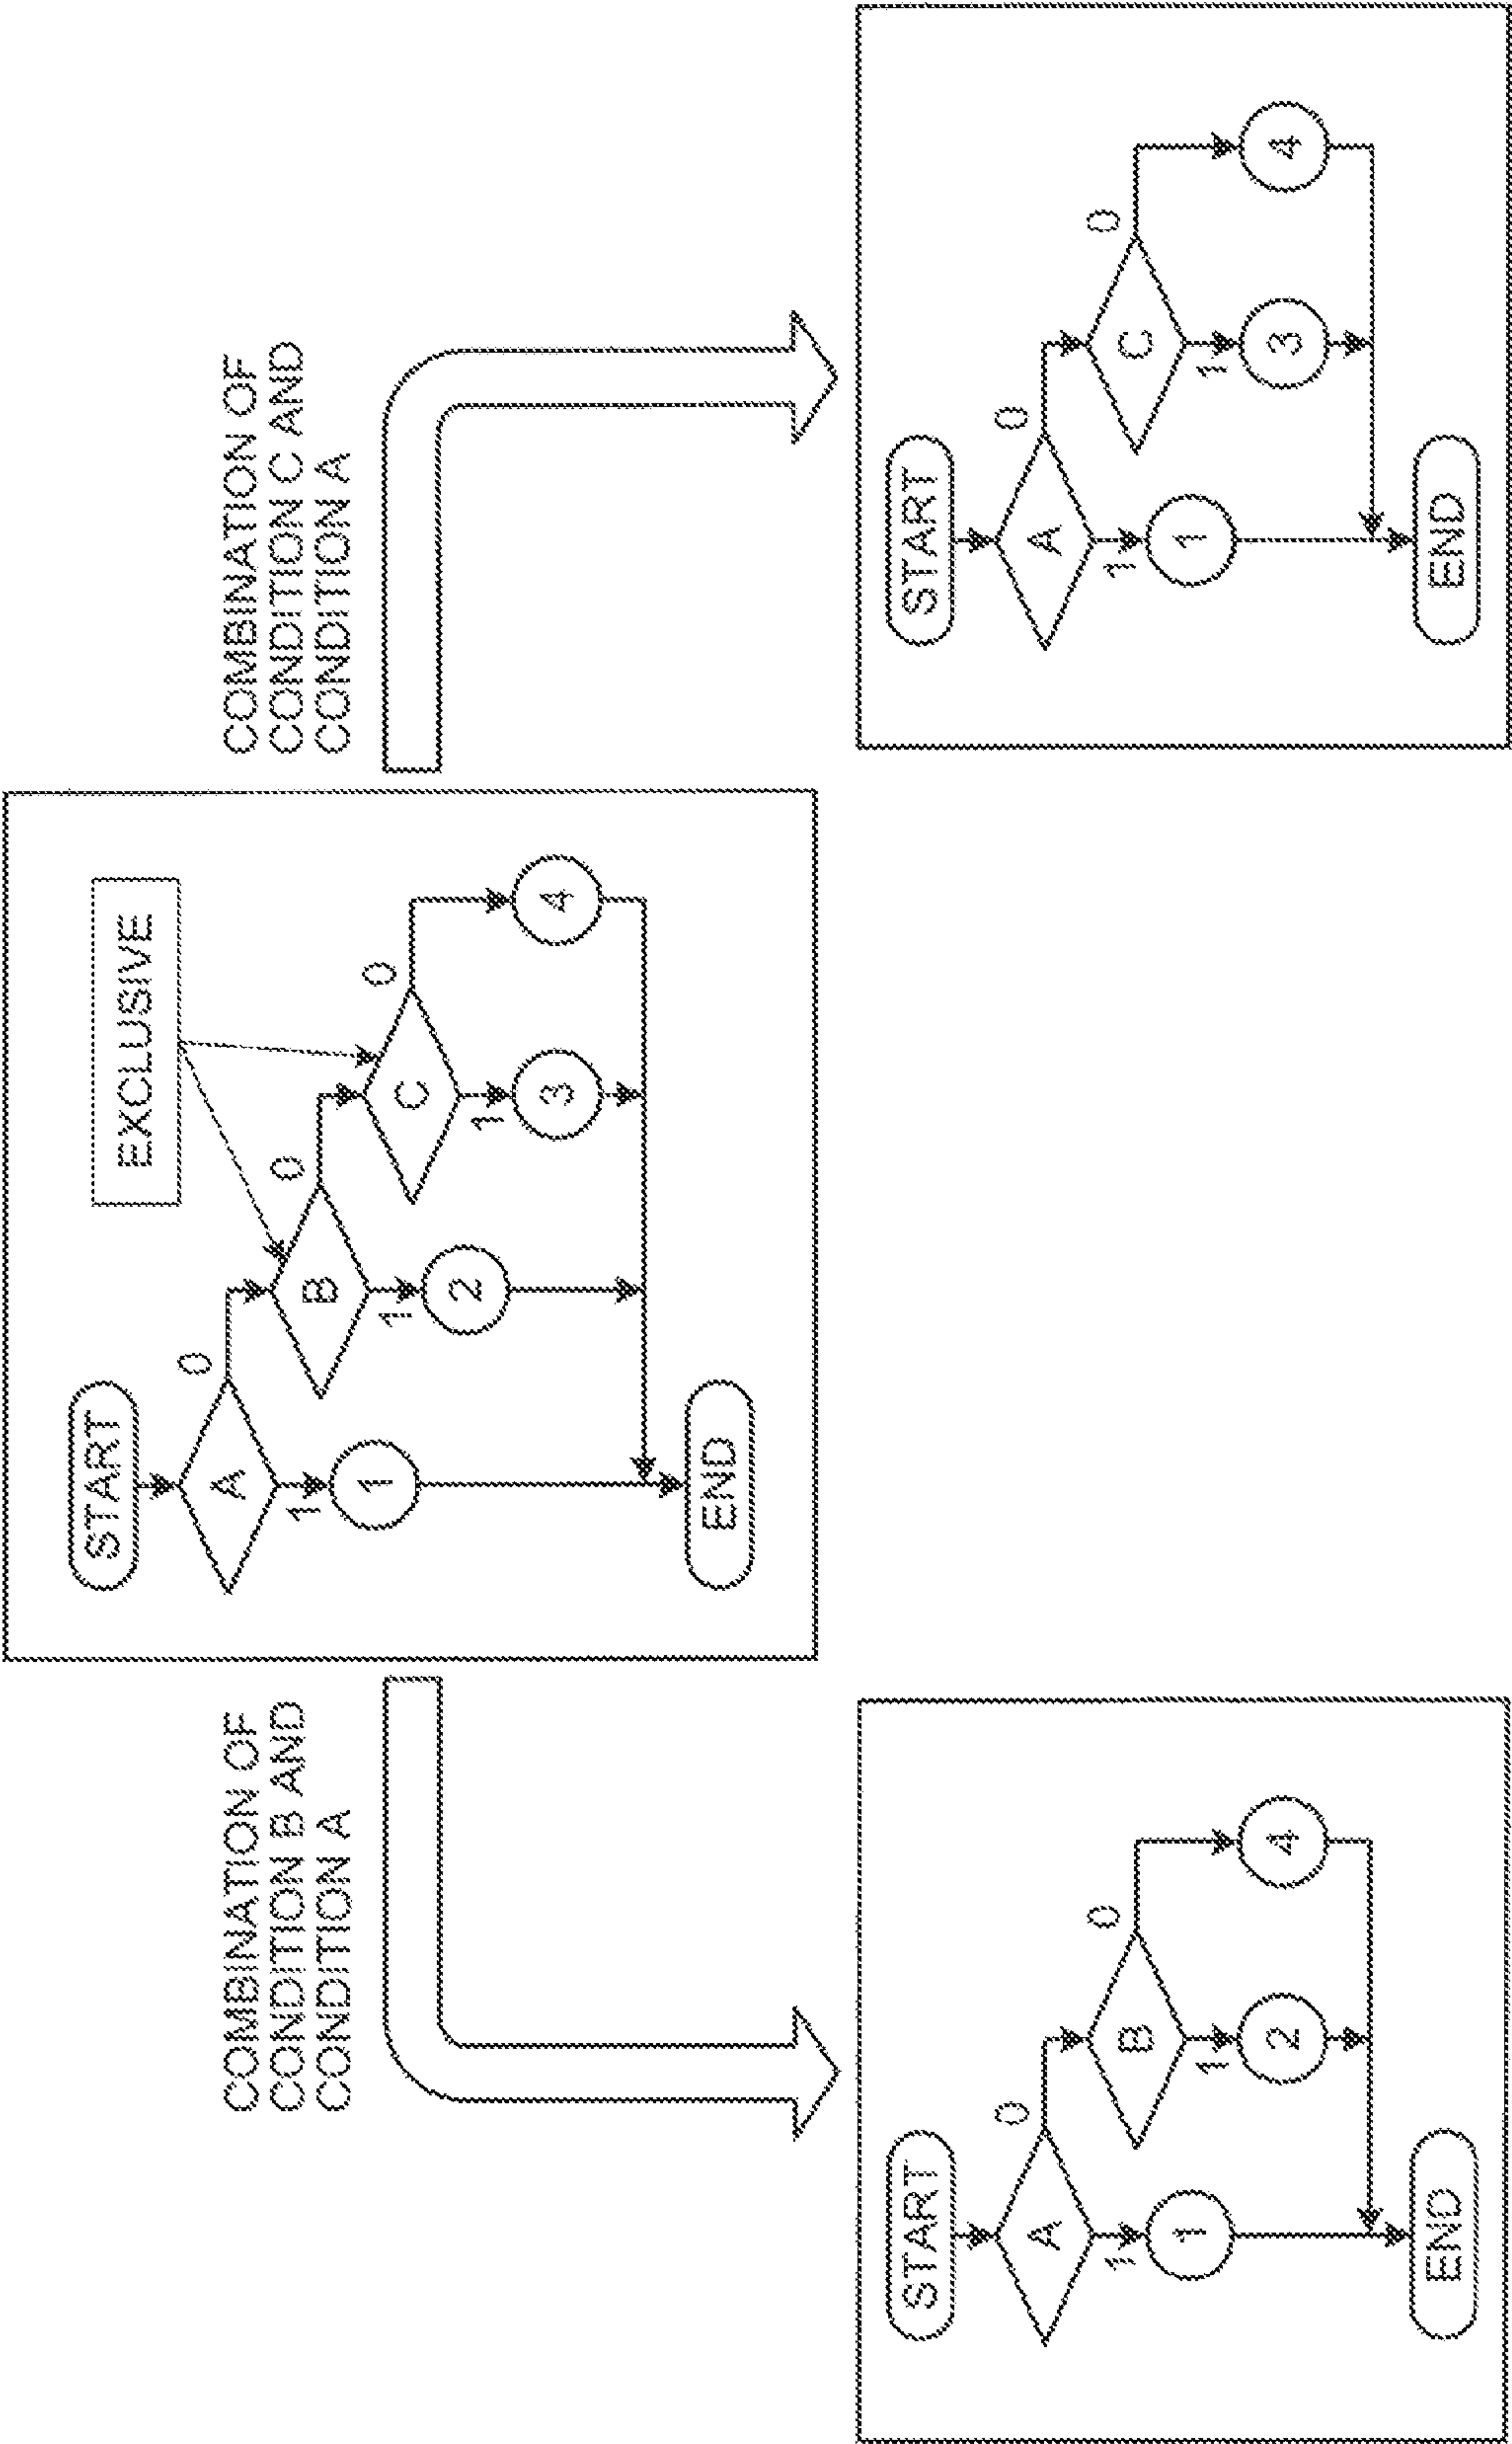 START
A
0
1
1
B
0
1
2
C
0
1
3
4
END
EXCLUSIVE
COMBINATION OF
CONDITION B AND
CONDITION A
START
A
0
1
1
B
0
1
2
4
END
COMBINATION OF
CONDITION C AND
CONDITION A
START
A
0
1
1
C
0
1
3
4
END